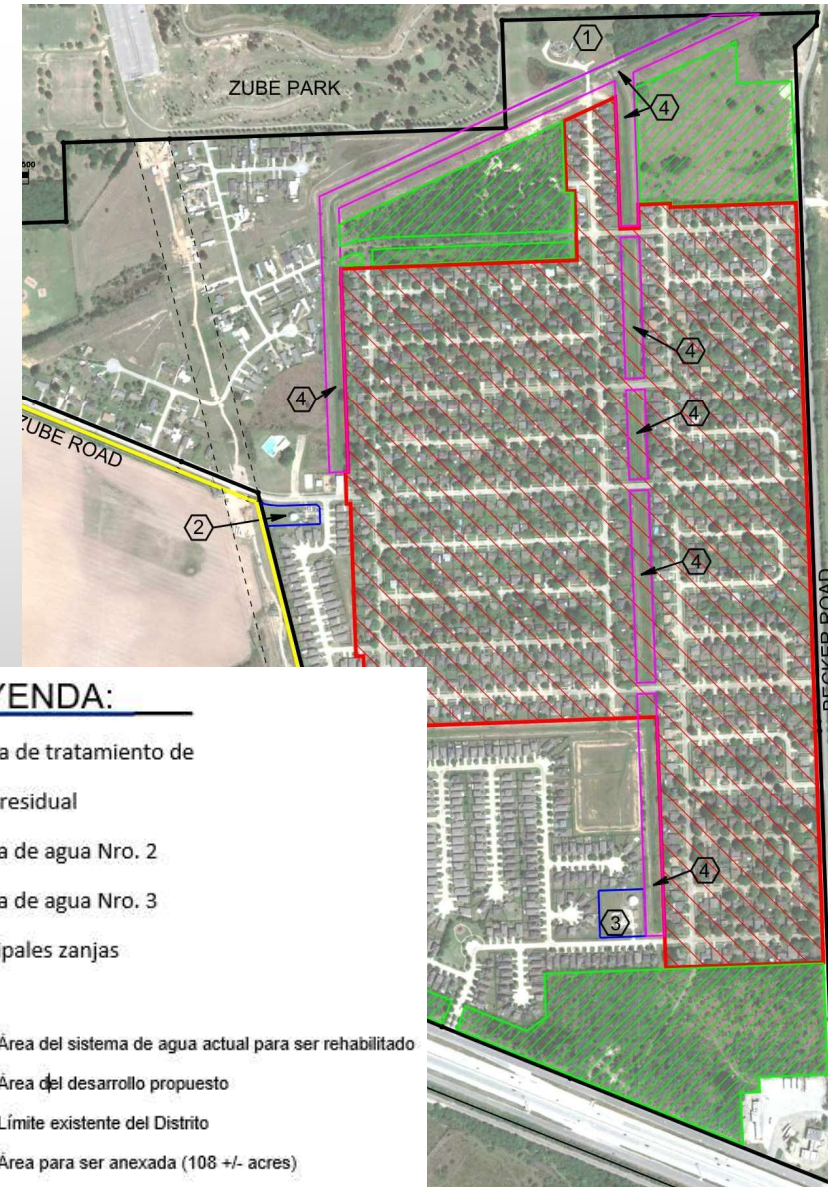 1
ZUBE PARK
4
4
4
4
ZUBE ROAD
2
4
BECKER ROAD
4
3
YENDA:
a de tratamiento de
residual
a de agua Nro. 2
a de agua Nro. 3
ipales zanjas
Área del sistema de agua actual para ser rehabilitado
Área del desarrollo propuesto
Límite existente del Distrito
Área para ser anexada (108 +/- acres)